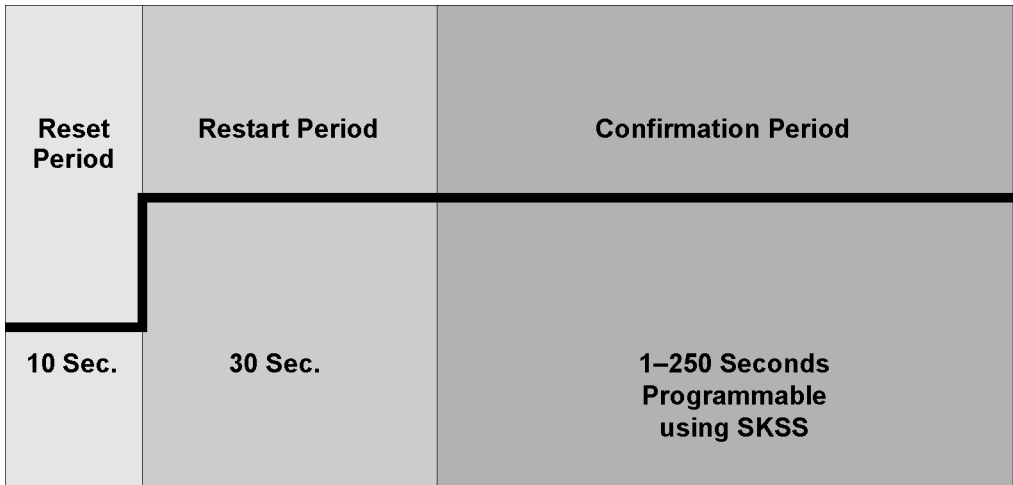 Reset
Period
Restart Period
Confirmation Period
10 Sec.
30 Sec.
1–250 Seconds
Programmable
using SKSS